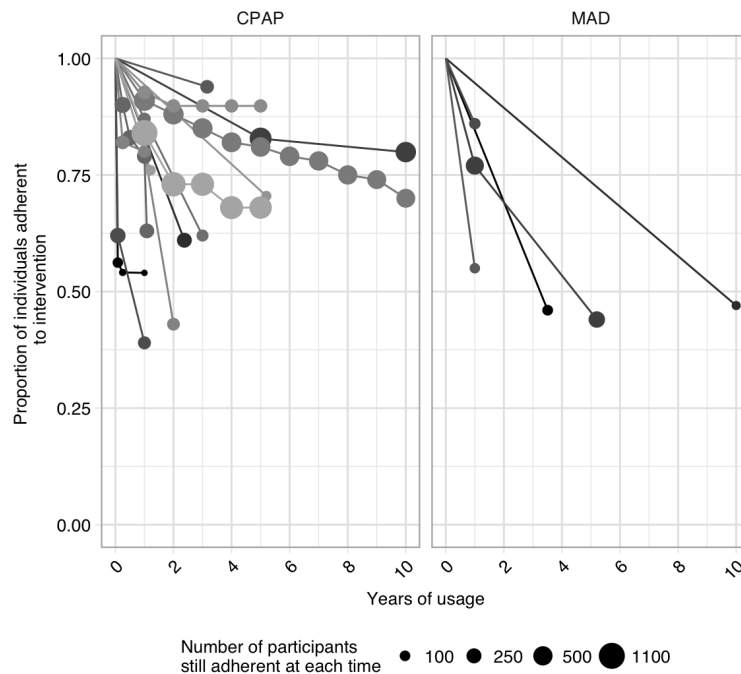 CPAP MAD
1.00
0.75
0.50
0.25
0.00
Proportion of individuals adherent
to intervention
0 2 4 6 8 10 0 2 4 6 8 10
Years of usage
Number of participants
still adherent at each time
100 250 500 1100